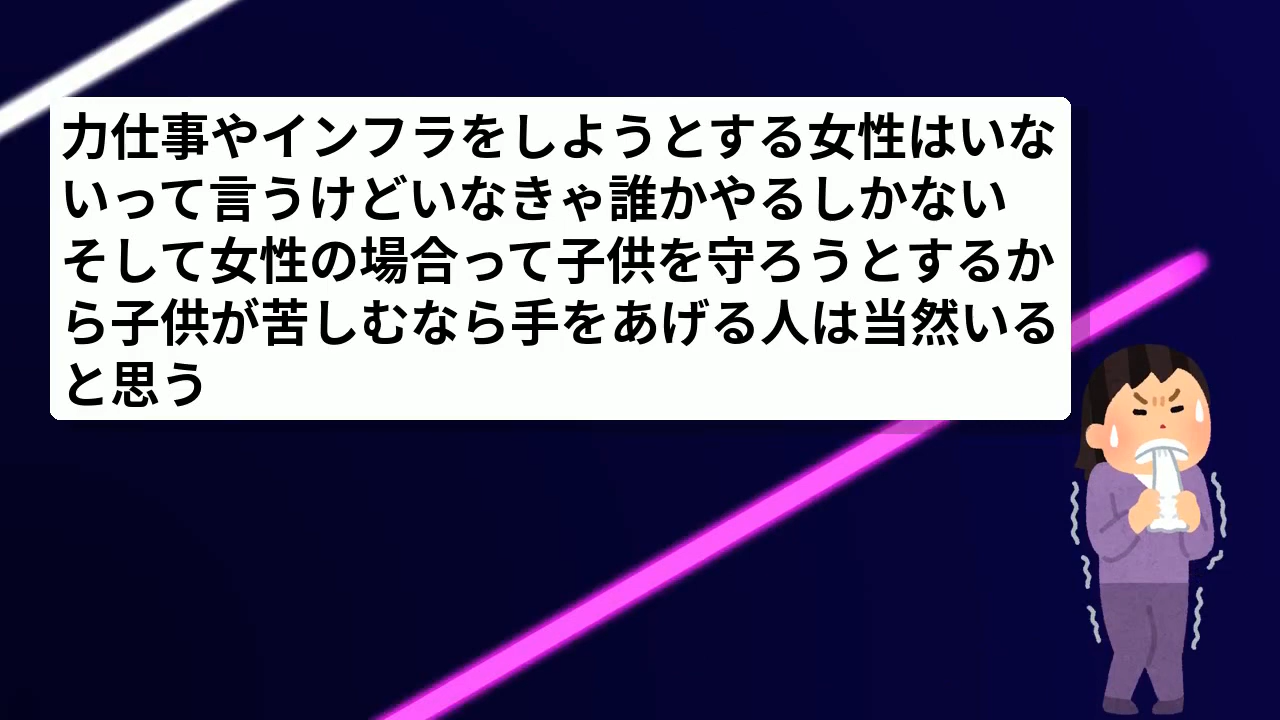 力仕事やインフラをしようとする女性はいな
いって言うけどいなきゃ誰かやるしかない
そして女性の場合って子供を守ろうとするか
ら子供が苦しむなら手をあげる人は当然いる
と思う